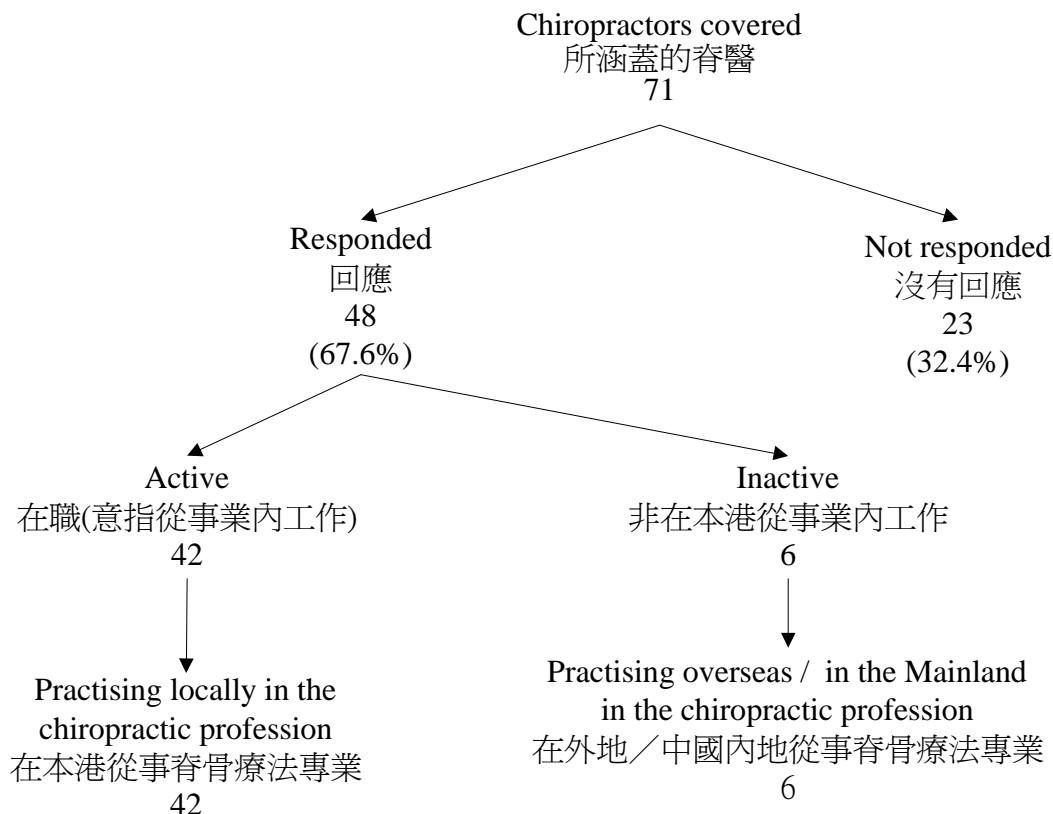 Chiropractors covered
所涵蓋的脊醫
71
Responded
回應
48
(67.6%)
Not responded
沒有回應
23
(32.4%)
Active
在職(意指從事業內工作)
42
Inactive
非在本港從事業內工作
6
Practising locally in the
chiropractic profession
在本港從事脊骨療法專業
42
Practising overseas / in the Mainland
in the chiropractic profession
在外地／中國內地從事脊骨療法專業
6